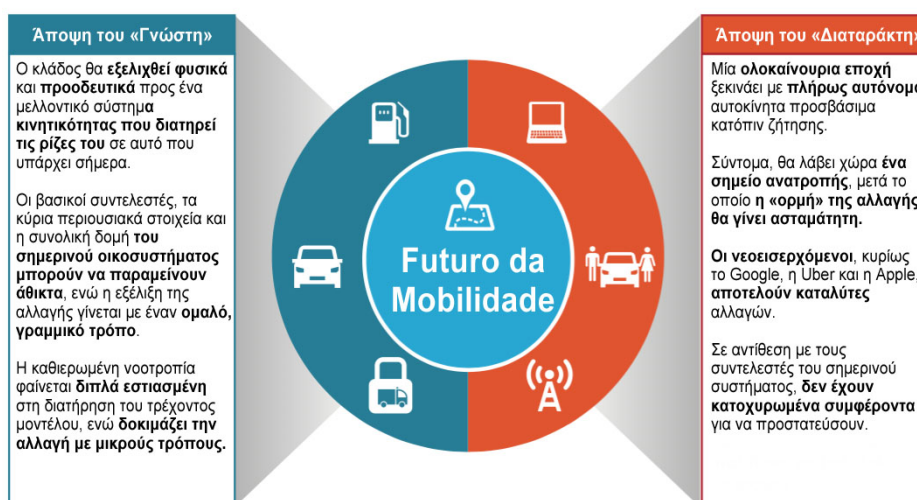 Άποψη του «Γνώστη»
Ο κλάδος θα εξελιχθεί φυσικά
και προοδευτικά προς ένα
μελλοντικό σύστημα
κινητικότητας που διατηρεί
τις ρίζες του σε αυτό που
υπάρχει σήμερα.
Οι βασικοί συντελεστές, τα
κύρια περιουσιακά στοιχεία και
η συνολική δομή του
σημερινού οικοσυστήματος
μπορούν να παραμείνουν
άθικτα, ενώ η εξέλιξη της
αλλαγής γίνεται με έναν ομαλό,
γραμμικό τρόπο.
Η καθιερωμένη νοοτροπία
φαίνεται διπλά εστιασμένη
στη διατήρηση του τρέχοντος
μοντέλου, ενώ δοκιμάζει την
αλλαγή με μικρούς τρόπους.
Futuro da
Mobilidade
Άποψη του «Διαταράκτη»
Μία ολοκαίνουρια εποχή
ξεκινάει με πλήρως αυτόνομα
αυτοκίνητα προσβάσιμα
κατόπιν ζήτησης.
Σύντομα, θα λάβει χώρα ένα
σημείο ανατροπής, μετά το
οποίο η «ορμή» της αλλαγής
θα γίνει ασταμάτητη.
Οι νεοεισερχόμενοι, κυρίως
το Google, η Uber και η Apple,
αποτελούν καταλύτες
αλλαγών.
Σε αντίθεση με τους
συντελεστές του σημερινού
συστήματος, δεν έχουν
κατοχυρωμένα συμφέροντα
για να προστατεύσουν.